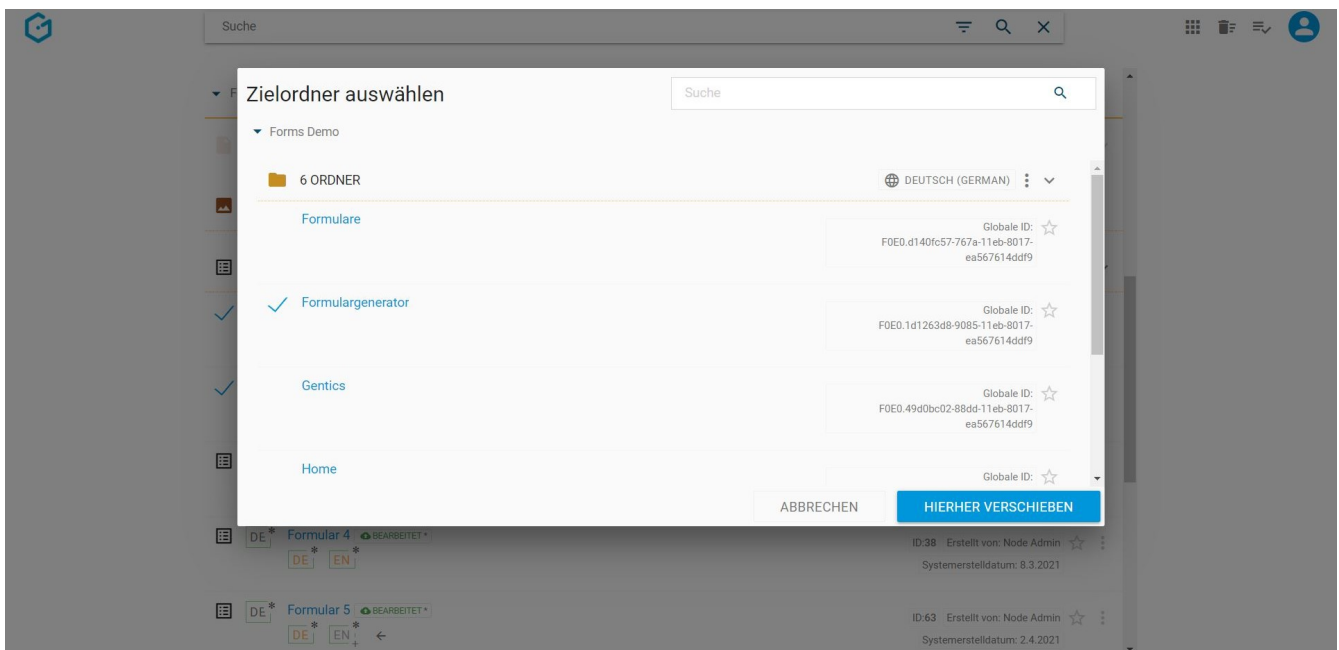 Suche
F
Zielordner auswählen
Suche
Forms Demo
6 ORDNER
DEUTSCH (GERMAN)
Formulare
Globale ID:
F0E0.d140fc57-767a-11eb-8017-
ea567614ddf9
Formulargenerator
Globale ID:
F0E0.1d1263d8-9085-11eb-8017-
ea567614ddf9
Gentics
Globale ID:
F0E0.49d0bc02-88dd-11eb-8017-
ea567614ddf9
Home
Globale ID:
ABBRECHEN
HIERHER VERSCHIEBEN
DE* Formular 4 BEARBEITET*
ID:38 Erstellt von: Node Admin
DE* EN*
Systemerstelldatum: 8.3.2021
DE* Formular 5 BEARBEITET*
ID:63 Erstellt von: Node Admin
DE* EN*+
Systemerstelldatum: 2.4.2021